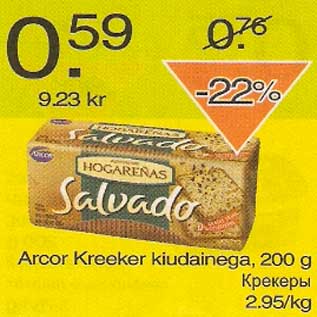 0.59
0.76
9.23 kr
-22%
ARCOR
HOGAREÑAS
Salvado
Arcor Kreeker kiudainega, 200 g
Крекеры
2.95/kg